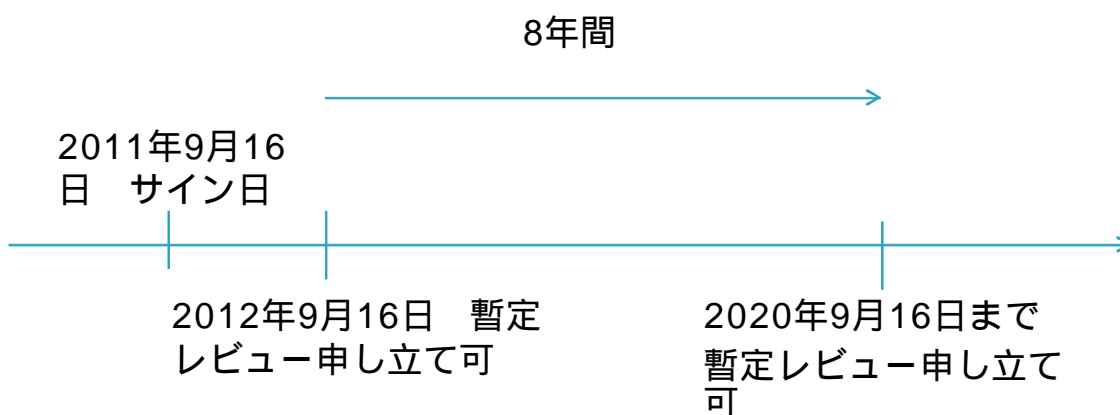 8年間
2011年9月16
日　サイン日
2012年9月16日　暫定
レビュー申し立て可
2020年9月16日まで
暫定レビュー申し立て
可